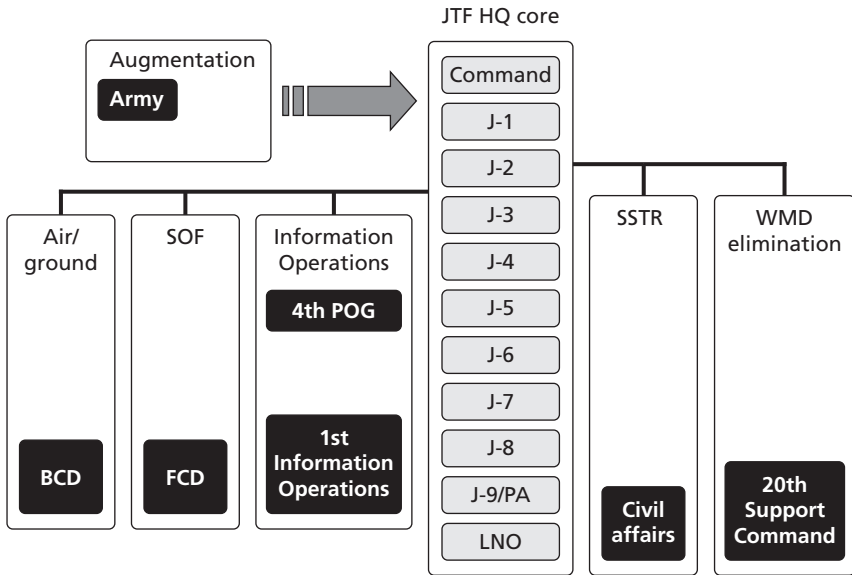 JTF HQ core
Augmentation
Army
Command
J-1
J-2
J-3
J-4
J-5
J-6
J-7
J-8
J-9/PA
LNO
Air/
ground
BCD
SOF
FCD
Information
Operations
4th POG
1st
Information
Operations
SSTR
Civil
affairs
WMD
elimination
20th
Support
Command